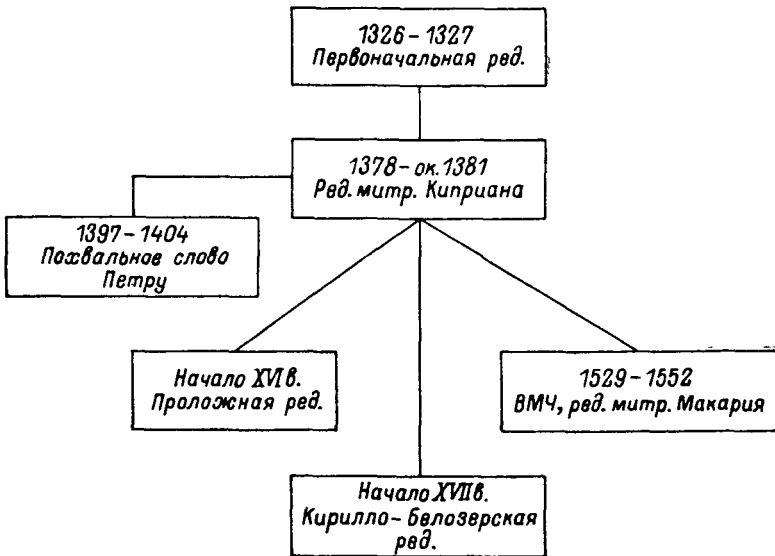 1326–1327
Первоначальная ред.
1378–ок. 1381
Ред. митр. Киприана
1397–1404
Похвальное слово
Петру
Начало XVI в.
Проложная ред.
1529–1552
ВМЧ, ред. митр. Макария
Начало XVII в.
Кирилло-Белозерская
ред.